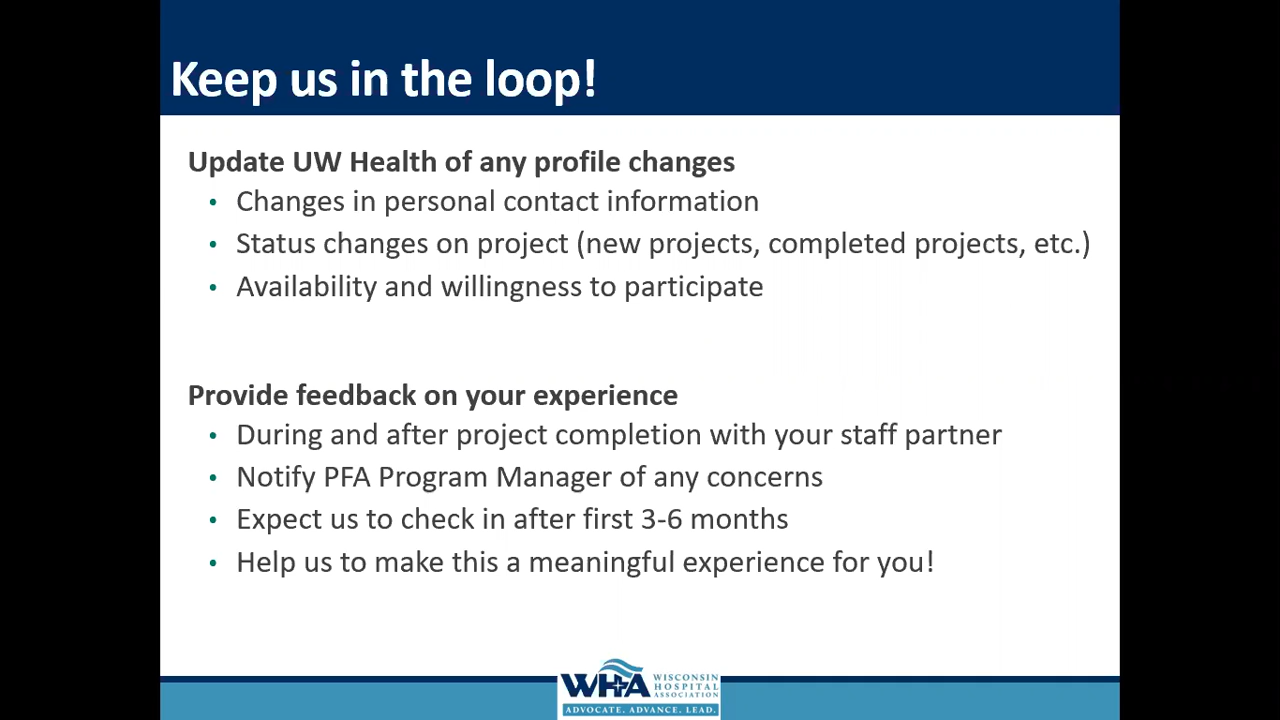 Keep us in the loop!
Update UW Health of any profile changes
• Changes in personal contact information
• Status changes on project (new projects, completed projects, etc.)
• Availability and willingness to participate
Provide feedback on your experience
• During and after project completion with your staff partner
• Notify PFA Program Manager of any concerns
• Expect us to check in after first 3-6 months
• Help us to make this a meaningful experience for you!
WHA
WISCONSIN
HOSPITAL
ASSOCIATION
ADVOCATE. ADVANCE. LEAD.